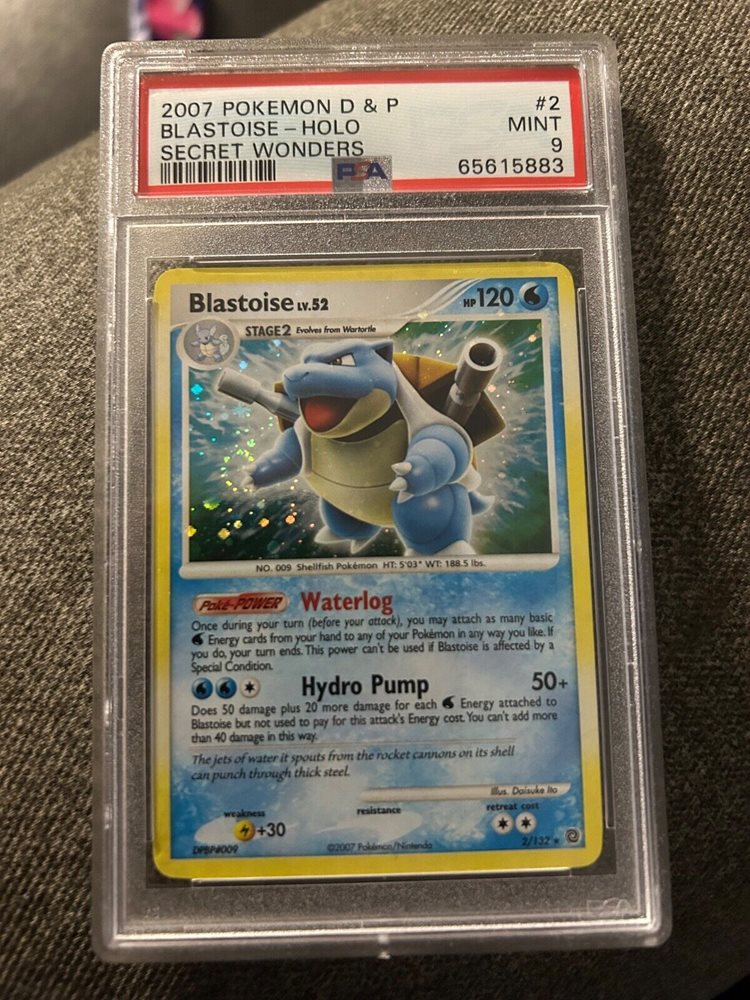 2007 POKEMON D & P #2
BLASTOISE - HOLO MINT
SECRET WONDERS 9
PSA 65615883
Blastoise LV.52 HP 120
STAGE2 Evolves from Wartortle
NO. 009 Shellfish Pokémon HT: 5'03" WT: 188.5 lbs.
Poké-POWER Waterlog
Once during your turn (before your attack), you may attach as many basic
Energy cards from your hand to any of your Pokémon in any way you like. If
you do, your turn ends. This power can't be used if Blastoise is affected by a
Special Condition.
Hydro Pump 50+
Does 50 damage plus 20 more damage for each Energy attached to
Blastoise but not used to pay for this attack's Energy cost. You can't add more
than 40 damage in this way.
The jets of water it spouts from the rocket cannons on its shell
can punch through thick steel.
Illus. Daisuke Ito
weakness resistance retreat cost
+30
DPBP#009 ©2007 Pokémon/Nintendo 2/132 ★